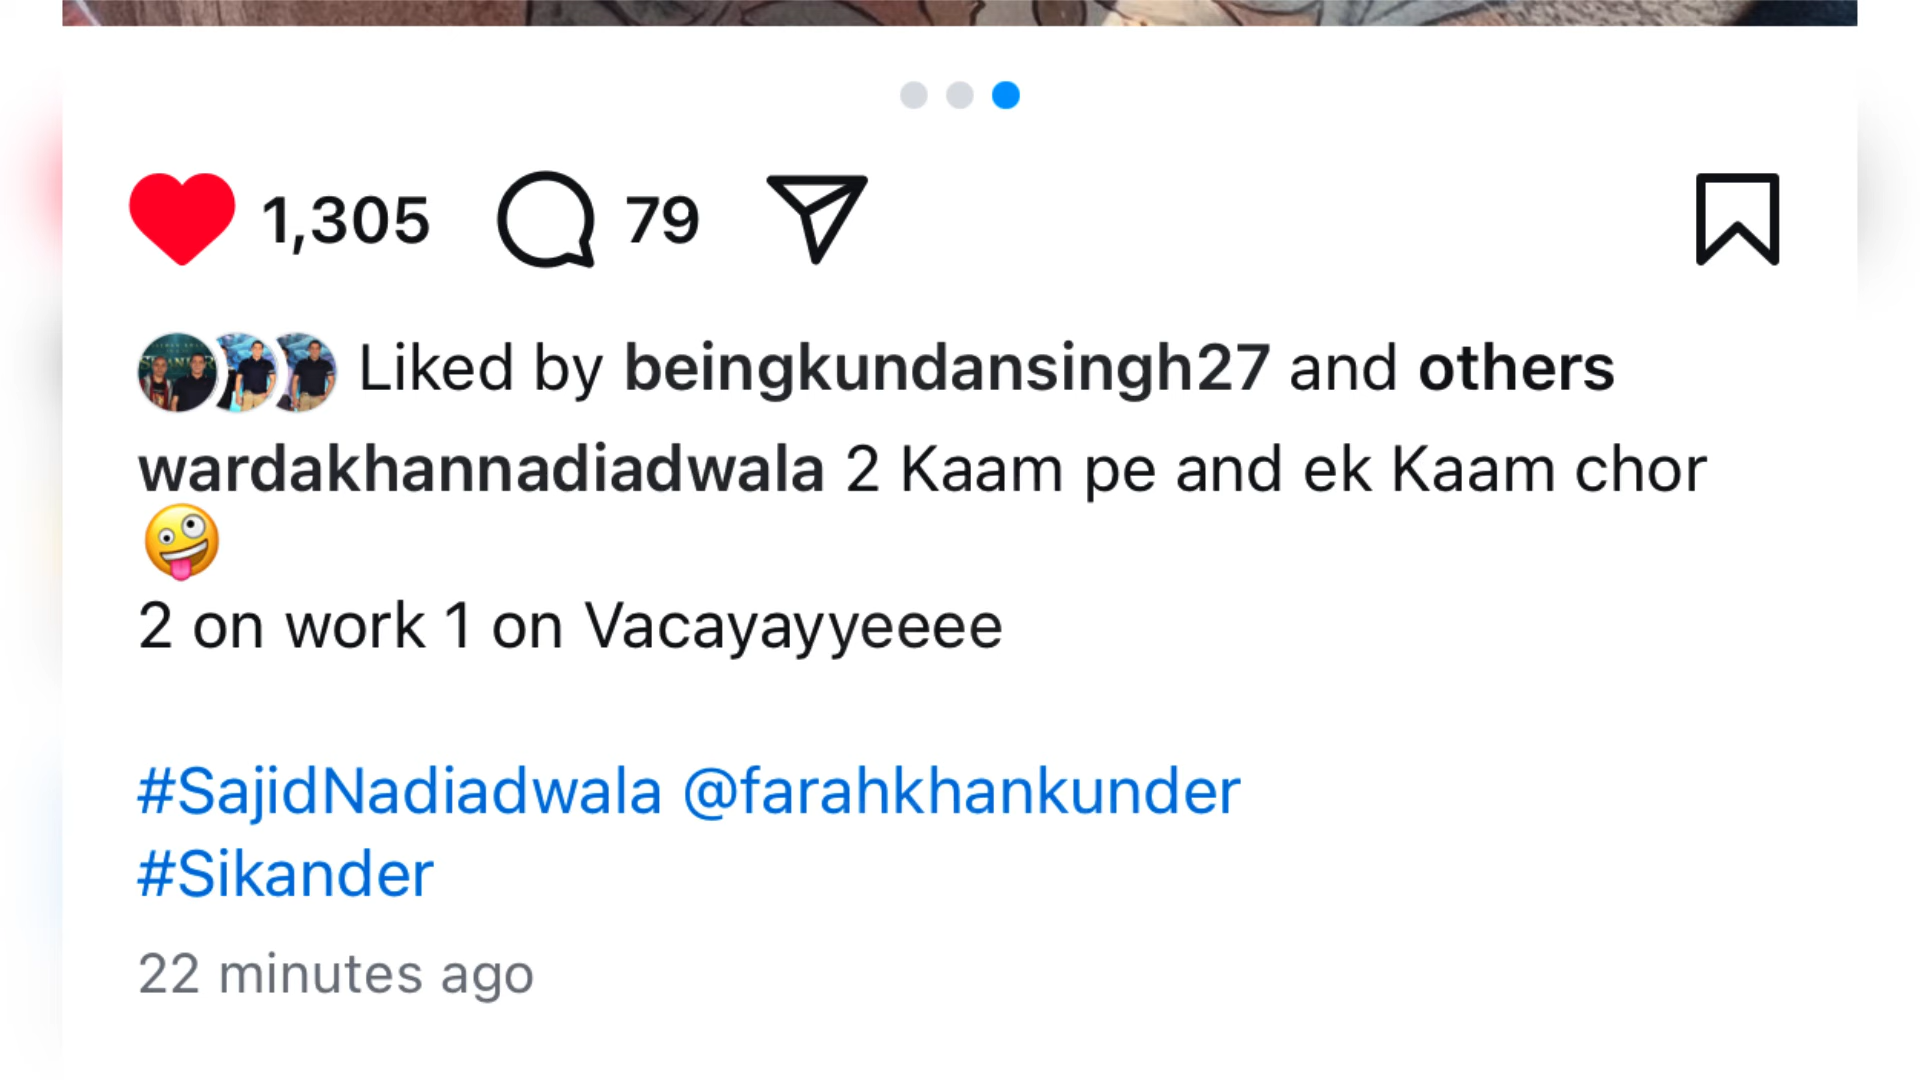 1,305 79
Liked by beingkundansingh27 and others
wardakhannadiadwala 2 Kaam pe and ek Kaam chor
🤪
2 on work 1 on Vacayayyeeee
#SajidNadiadwala @farahkhankunder
#Sikander
22 minutes ago